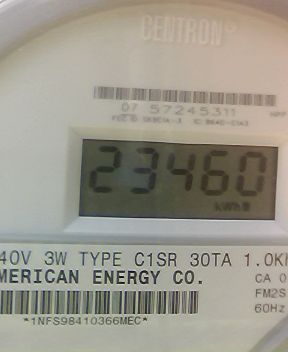 CENTRON
07 57245311
23460
kWh
40V 3W TYPE C1SR 30TA 1.0K
MERICAN ENERGY CO. CA 0
FM2S
60Hz
*1NFS98410366MEC*